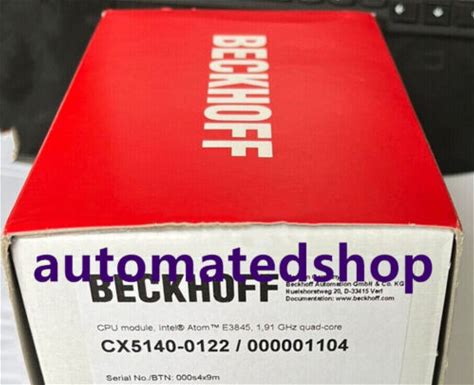 BECKHOFF
automatedshop
BECKHOFF
Beckhoff Automation GmbH & Co. KG
Huelshorstweg 20, D-33415 Verl
Documentation: www.beckhoff.com
CPU module, Intel® Atom™ E3845, 1,91 GHz quad-core
CX5140-0122 / 000001104
Serial No./BTN: 000s4x9m